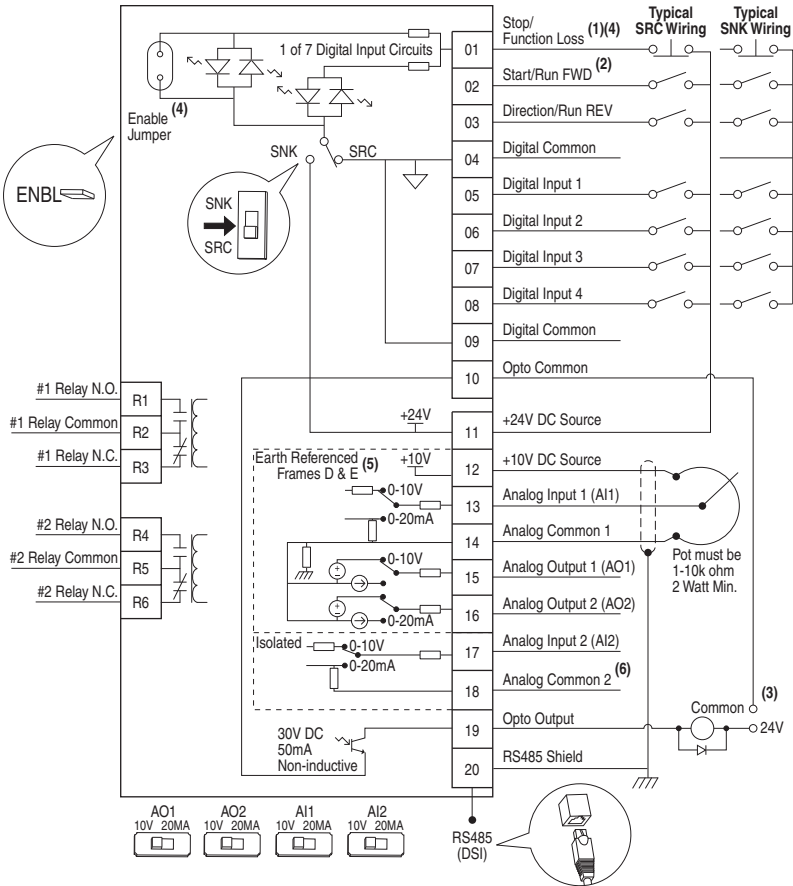 Stop/
Function Loss (1)(4)
Typical
SRC Wiring
Typical
SNK Wiring
1 of 7 Digital Input Circuits
01
Start/Run FWD (2)
02
Enable (4)
Jumper
Direction/Run REV
03
SNK
SRC
Digital Common
04
ENBL
SNK
SRC
Digital Input 1
05
Digital Input 2
06
Digital Input 3
07
Digital Input 4
08
Digital Common
09
Opto Common
10
#1 Relay N.O.
R1
#1 Relay Common
R2
#1 Relay N.C.
R3
+24V
11
+24V DC Source
Earth Referenced (5)
Frames D & E
+10V
12
+10V DC Source
0-10V
13
Analog Input 1 (AI1)
0-20mA
14
Analog Common 1
Pot must be
1-10k ohm
2 Watt Min.
#2 Relay N.O.
R4
#2 Relay Common
R5
#2 Relay N.C.
R6
0-10V
15
Analog Output 1 (AO1)
16
Analog Output 2 (AO2)
0-20mA
Isolated
0-10V
17
Analog Input 2 (AI2)
0-20mA
18
Analog Common 2 (6)
Common (3)
24V
30V DC
50mA
Non-inductive
19
Opto Output
20
RS485 Shield
AO1
10V 20MA
AO2
10V 20MA
AI1
10V 20MA
AI2
10V 20MA
RS485
(DSI)